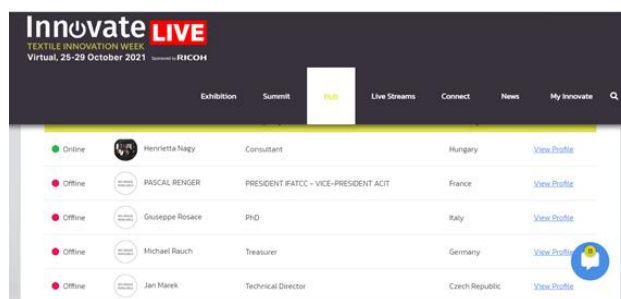 Innovate LIVE
TEXTILE INNOVATION WEEK
Virtual, 25-29 October 2021 Sponsored by RICOH
Exhibition Summit Hub Live Streams Connect News My Innovate
Online Henrietta Nagy Consultant Hungary View Profile
Offline PASCAL RENGER PRESIDENT IFATCC - VICE-PRESIDENT ACIT France View Profile
Offline Giuseppe Rosace PhD Italy View Profile
Offline Michael Rauch Treasurer Germany View Profile
Offline Jan Marek Technical Director Czech Republic View Profile